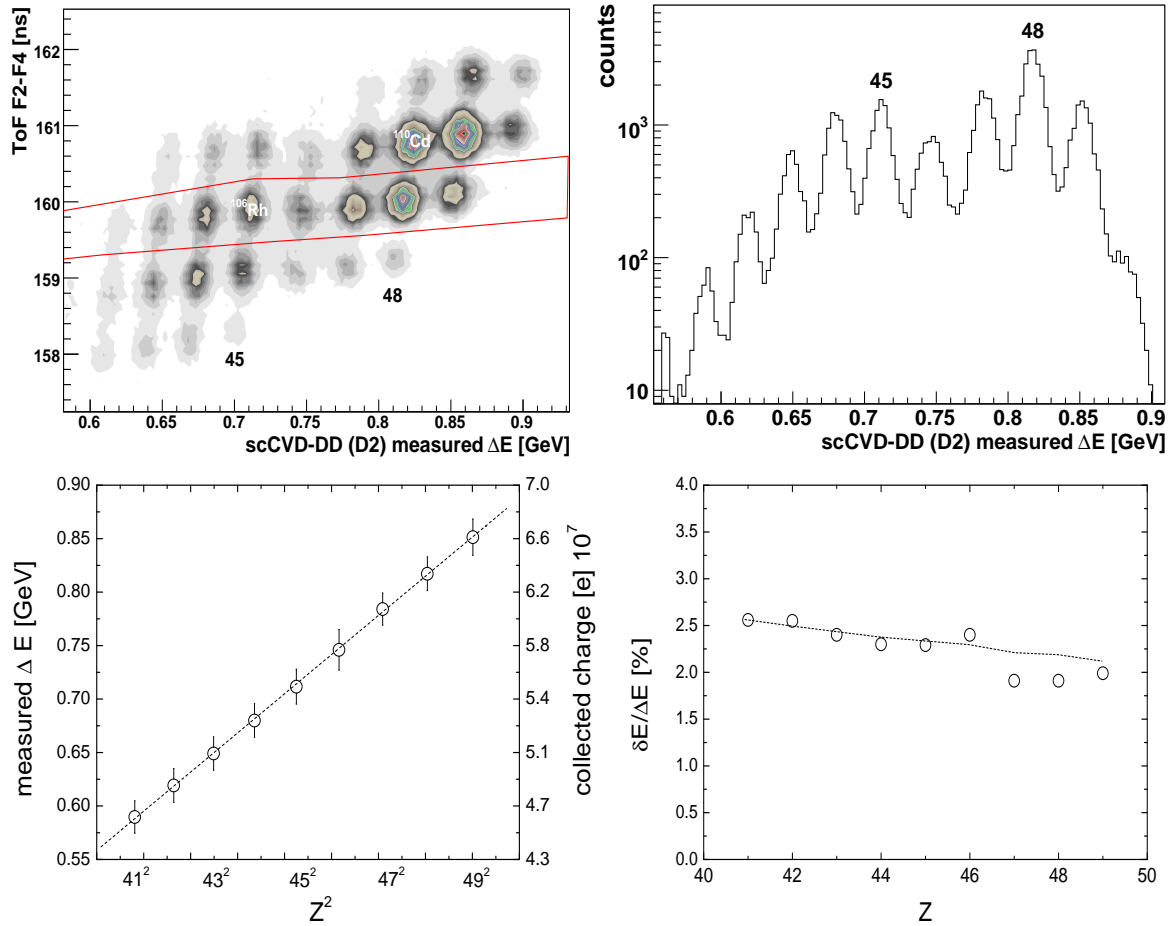 ToF F2-F4 [ns]
162
161
160
159
158
110Cd
106Rh
48
45
0.6 0.65 0.7 0.75 0.8 0.85 0.9
scCVD-DD (D2) measured ΔE [GeV]
counts
10³
10²
10
45
48
0.6 0.65 0.7 0.75 0.8 0.85 0.9
scCVD-DD (D2) measured ΔE [GeV]
measured Δ E [GeV]
0.90
0.85
0.80
0.75
0.70
0.65
0.60
0.55
7.0
6.6
6.2
5.8
5.4
5.1
4.7
4.3
collected charge [e] 10⁷
41² 43² 45² 47² 49²
Z²
δE/ΔE [%]
4.0
3.5
3.0
2.5
2.0
1.5
1.0
0.5
0.0
40 42 44 46 48 50
Z